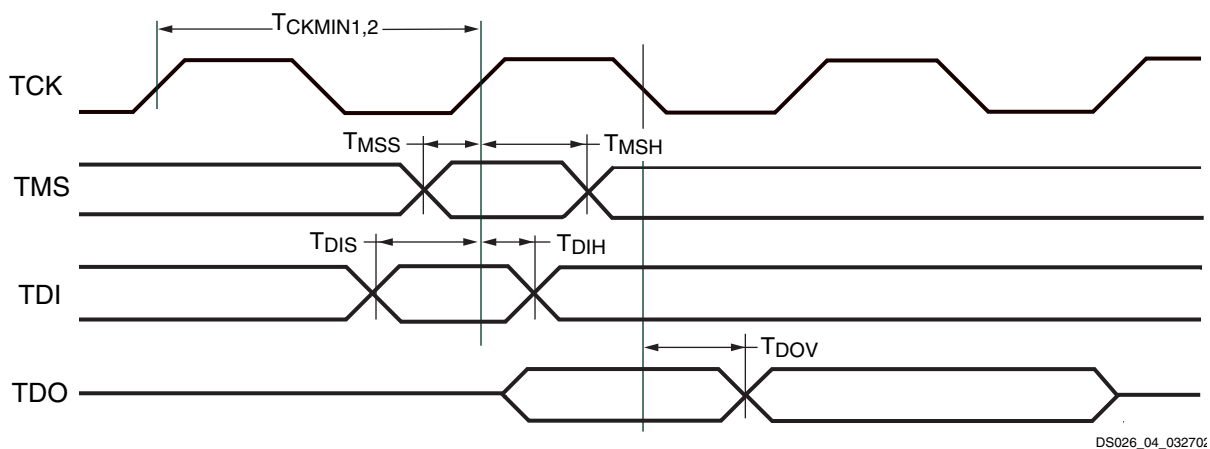 TCKMIN1,2
TCK
TMSS
TMSH
TMS
TDIS
TDIH
TDI
TDOV
TDO
DS026_04_032702